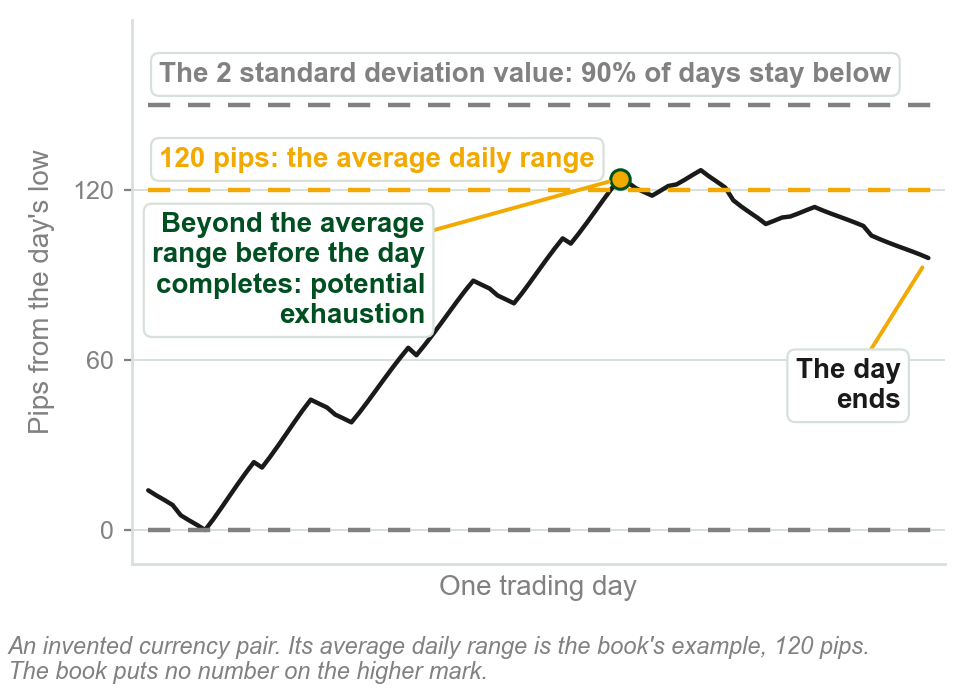 The 2 standard deviation value: 90% of days stay below
120 pips: the average daily range
Beyond the average
range before the day
completes: potential
exhaustion
The day
ends
Pips from the day's low
120
60
0
One trading day
An invented currency pair. Its average daily range is the book's example, 120 pips.
The book puts no number on the higher mark.